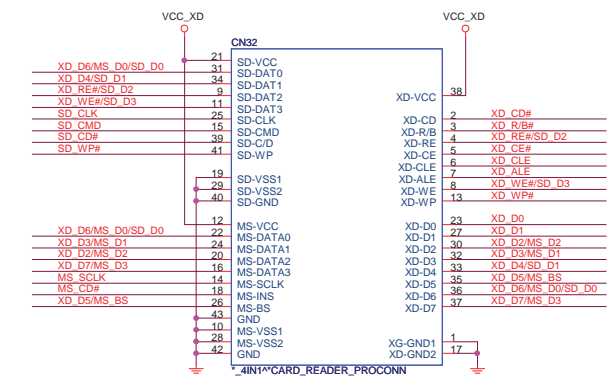 VCC_XD VCC_XD
CN32
21 SD-VCC
XD_D6/MS_D0/SD_D0 31 SD-DAT0
XD_D4/SD_D1 34 SD-DAT1
XD_RE#/SD_D2 9 SD-DAT2
XD_WE#/SD_D3 11 SD-DAT3
SD_CLK 25 SD-CLK
SD_CMD 15 SD-CMD
SD_CD# 39 SD-C/D
SD_WP# 41 SD-WP
19 SD-VSS1
29 SD-VSS2
40 SD-GND
12 MS-VCC
XD_D6/MS_D0/SD_D0 22 MS-DATA0
XD_D3/MS_D1 24 MS-DATA1
XD_D2/MS_D2 20 MS-DATA2
XD_D7/MS_D3 16 MS-DATA3
MS_SCLK 14 MS-SCLK
MS_CD# 18 MS-INS
XD_D5/MS_BS 26 MS-BS
43 GND
10 MS-VSS1
28 MS-VSS2
42 GND
XD-VCC 38
XD-CD 2 XD_CD#
XD-R/B 3 XD_R/B#
XD-RE 4 XD_RE#/SD_D2
XD-CE 5 XD_CE#
XD-CLE 6 XD_CLE
XD-ALE 7 XD_ALE
XD-WE 8 XD_WE#/SD_D3
XD-WP 13 XD_WP#
XD-D0 23 XD_D0
XD-D1 27 XD_D1
XD-D2 30 XD_D2/MS_D2
XD-D3 32 XD_D3/MS_D1
XD-D4 33 XD_D4/SD_D1
XD-D5 35 XD_D5/MS_BS
XD-D6 36 XD_D6/MS_D0/SD_D0
XD-D7 37 XD_D7/MS_D3
XG-GND1 1
XD-GND2 17
*_4IN1^*CARD_READER_PROCONN